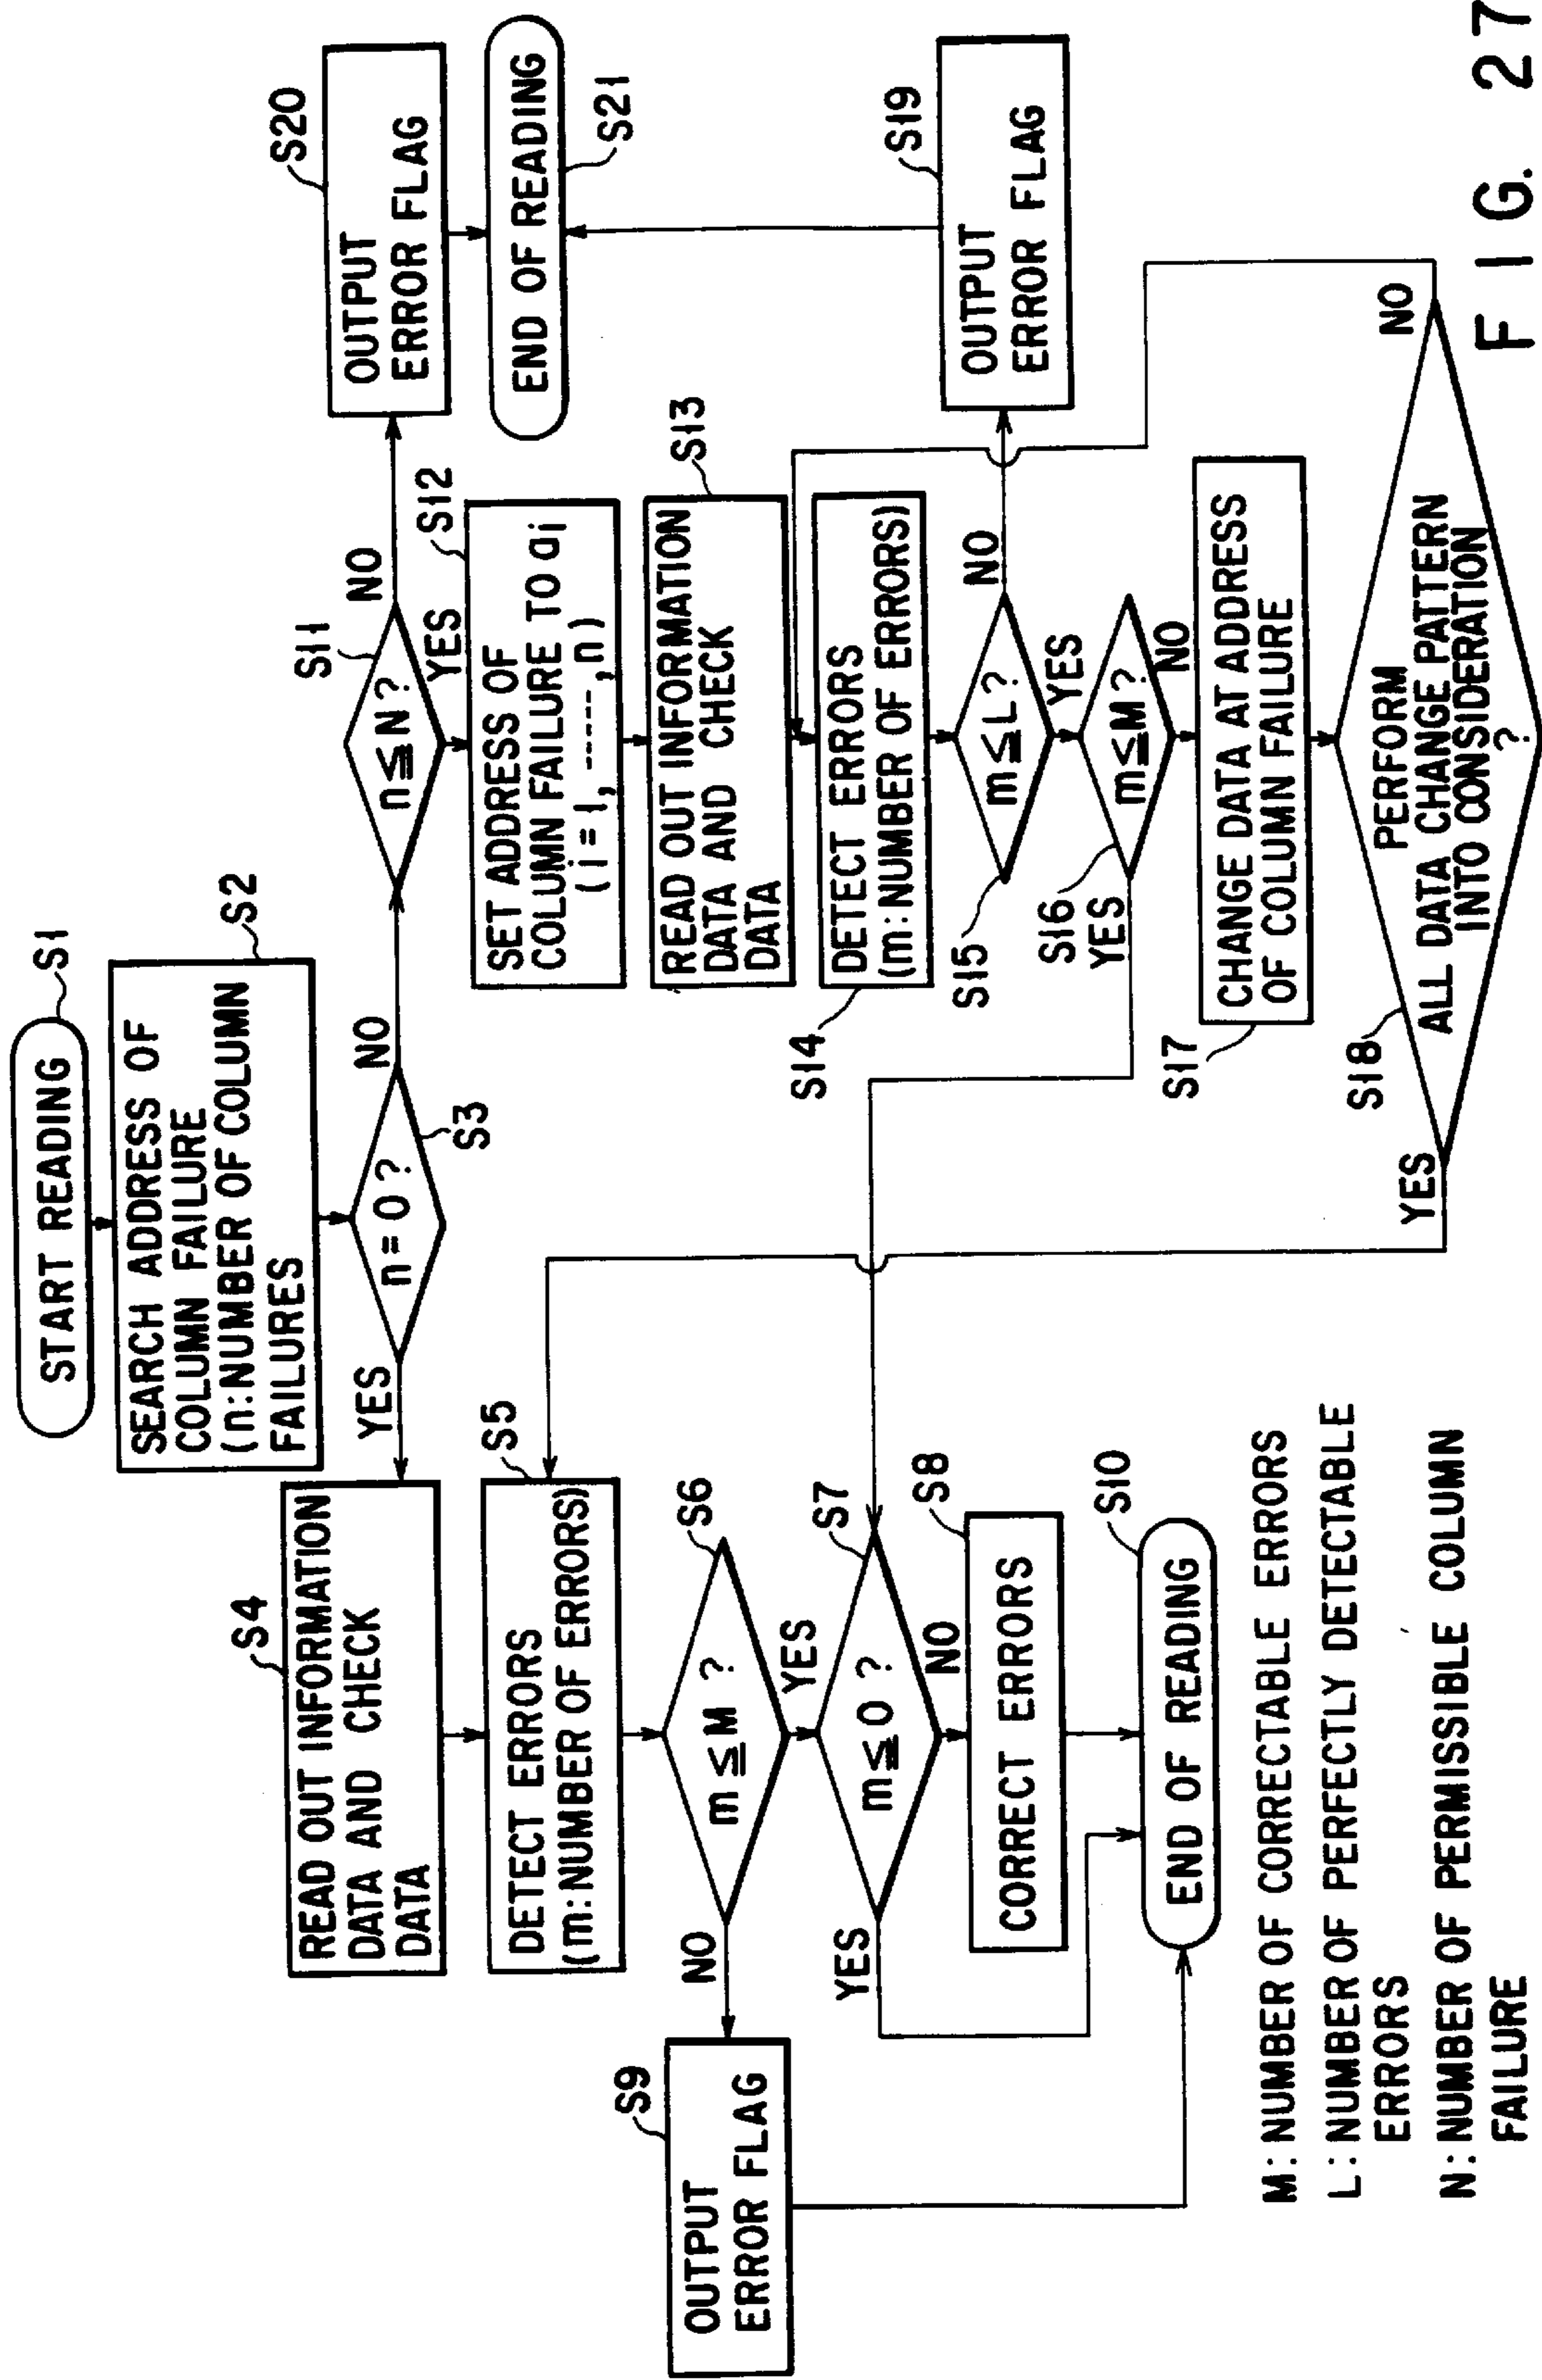 START READING
S1
SEARCH ADDRESS OF
COLUMN FAILURE
(n:NUMBER OF COLUMN
FAILURES
S2
n=0?
S3
YES
NO
S4
READ OUT INFORMATION
DATA AND CHECK
DATA
S5
DETECT ERRORS
(m:NUMBER OF ERRORS)
S6
m≦M?
NO
YES
S9
OUTPUT
ERROR FLAG
S7
m≦0?
YES
NO
S8
CORRECT ERRORS
S10
END OF READING
S11
n≦N?
NO
YES
S20
OUTPUT
ERROR FLAG
END OF READING
S21
S12
SET ADDRESS OF
COLUMN FAILURE TO ai
(i=1,-----,n)
S13
READ OUT INFORMATION
DATA AND CHECK
DATA
S14
DETECT ERRORS
(m:NUMBER OF ERRORS)
S15
m≦L?
NO
YES
S19
OUTPUT
ERROR FLAG
S16
m≦M?
YES
NO
S17
CHANGE DATA AT ADDRESS
OF COLUMN FAILURE
S18
PERFORM
ALL DATA CHANGE PATTERN
INTO CONSIDERATION
?
YES
NO
M:NUMBER OF CORRECTABLE ERRORS
L:NUMBER OF PERFECTLY DETECTABLE
ERRORS
N:NUMBER OF PERMISSIBLE COLUMN
FAILURE
FIG. 27